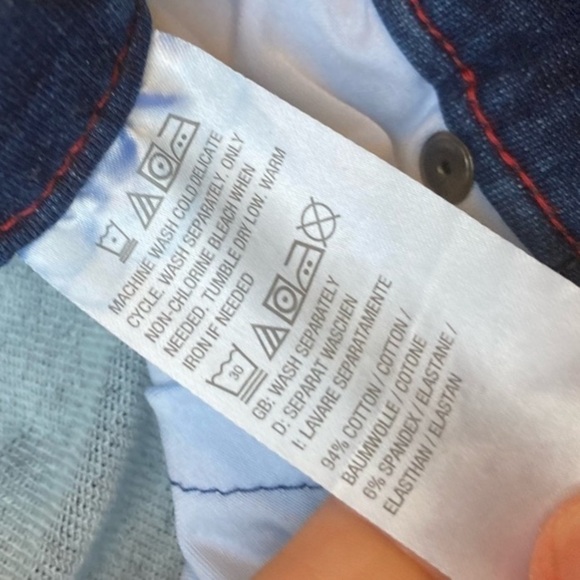 MACHINE WASH COLD/DELICATE
CYCLE. WASH SEPARATELY, ONLY
NON-CHLORINE BLEACH WHEN
NEEDED. TUMBLE DRY LOW, WARM
IRON IF NEEDED
30
GB: WASH SEPARATELY
D: SEPARAT WASCHEN
I: LAVARE SEPARATAMENTE
94% COTTON / COTTON /
BAUMWOLLE / COTONE
6% SPANDEX / ELASTANE /
ELASTHAN / ELASTAN